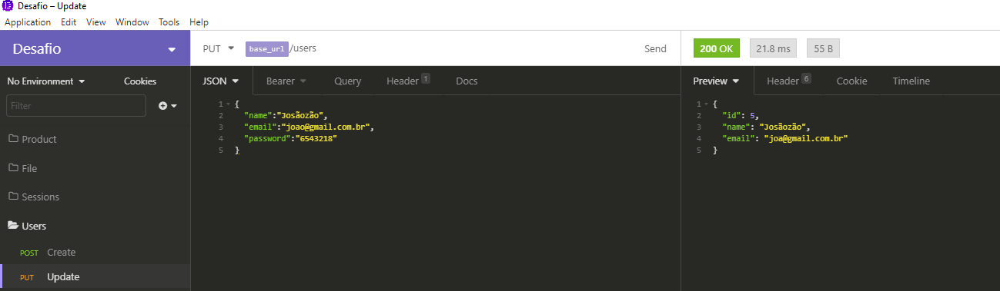 Desafio – Update
Application Edit View Window Tools Help
Desafio
PUT base_url/users Send
200 OK 21.8 ms 55 B
No Environment Cookies
JSON Bearer Query Header 1 Docs
Preview Header 6 Cookie Timeline
Filter
Product
File
Sessions
Users
POST Create
PUT Update
1 {
2 "name":"Josãozão",
3 "email":"joao@gmail.com.br",
4 "password":"6543218"
5 }
1 {
2 "id": 5,
3 "name": "Josãozão",
4 "email": "joa@gmail.com.br"
5 }